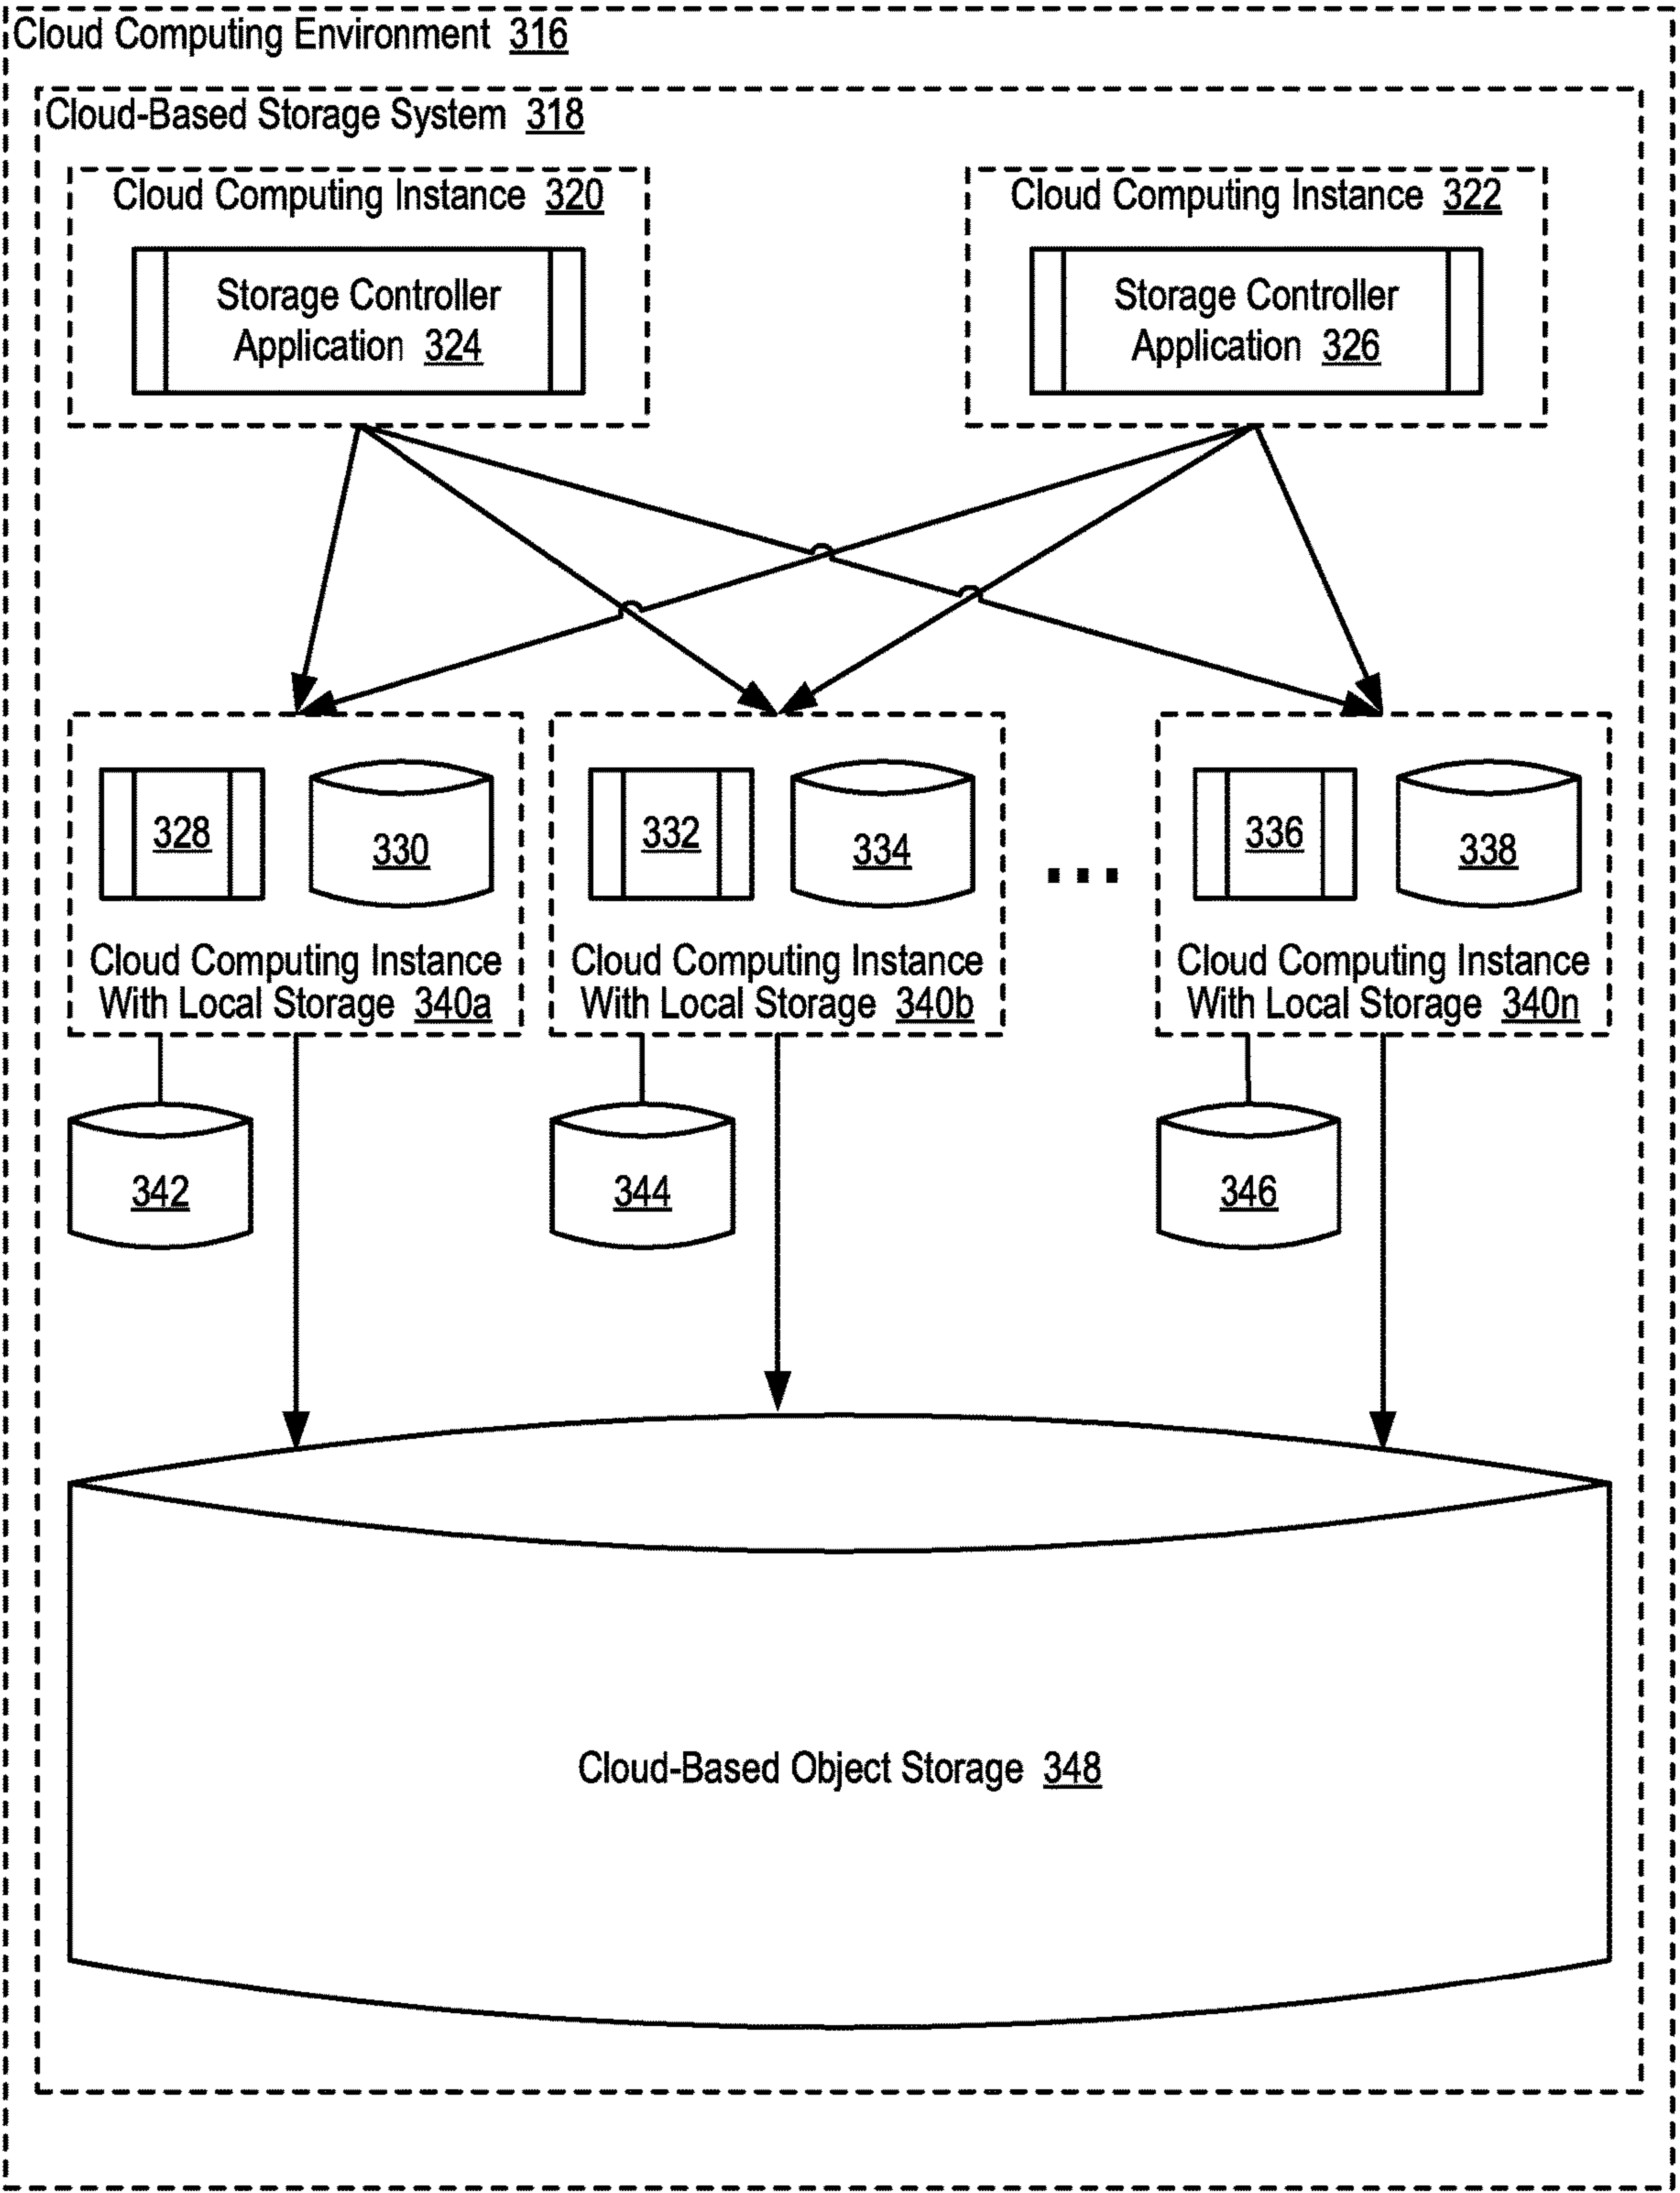 Cloud Computing Environment 316
Cloud-Based Storage System 318
Cloud Computing Instance 320
Storage Controller
Application 324
Cloud Computing Instance 322
Storage Controller
Application 326
328
330
Cloud Computing Instance
With Local Storage 340a
332
334
Cloud Computing Instance
With Local Storage 340b
...
336
338
Cloud Computing Instance
With Local Storage 340n
342
344
346
Cloud-Based Object Storage 348